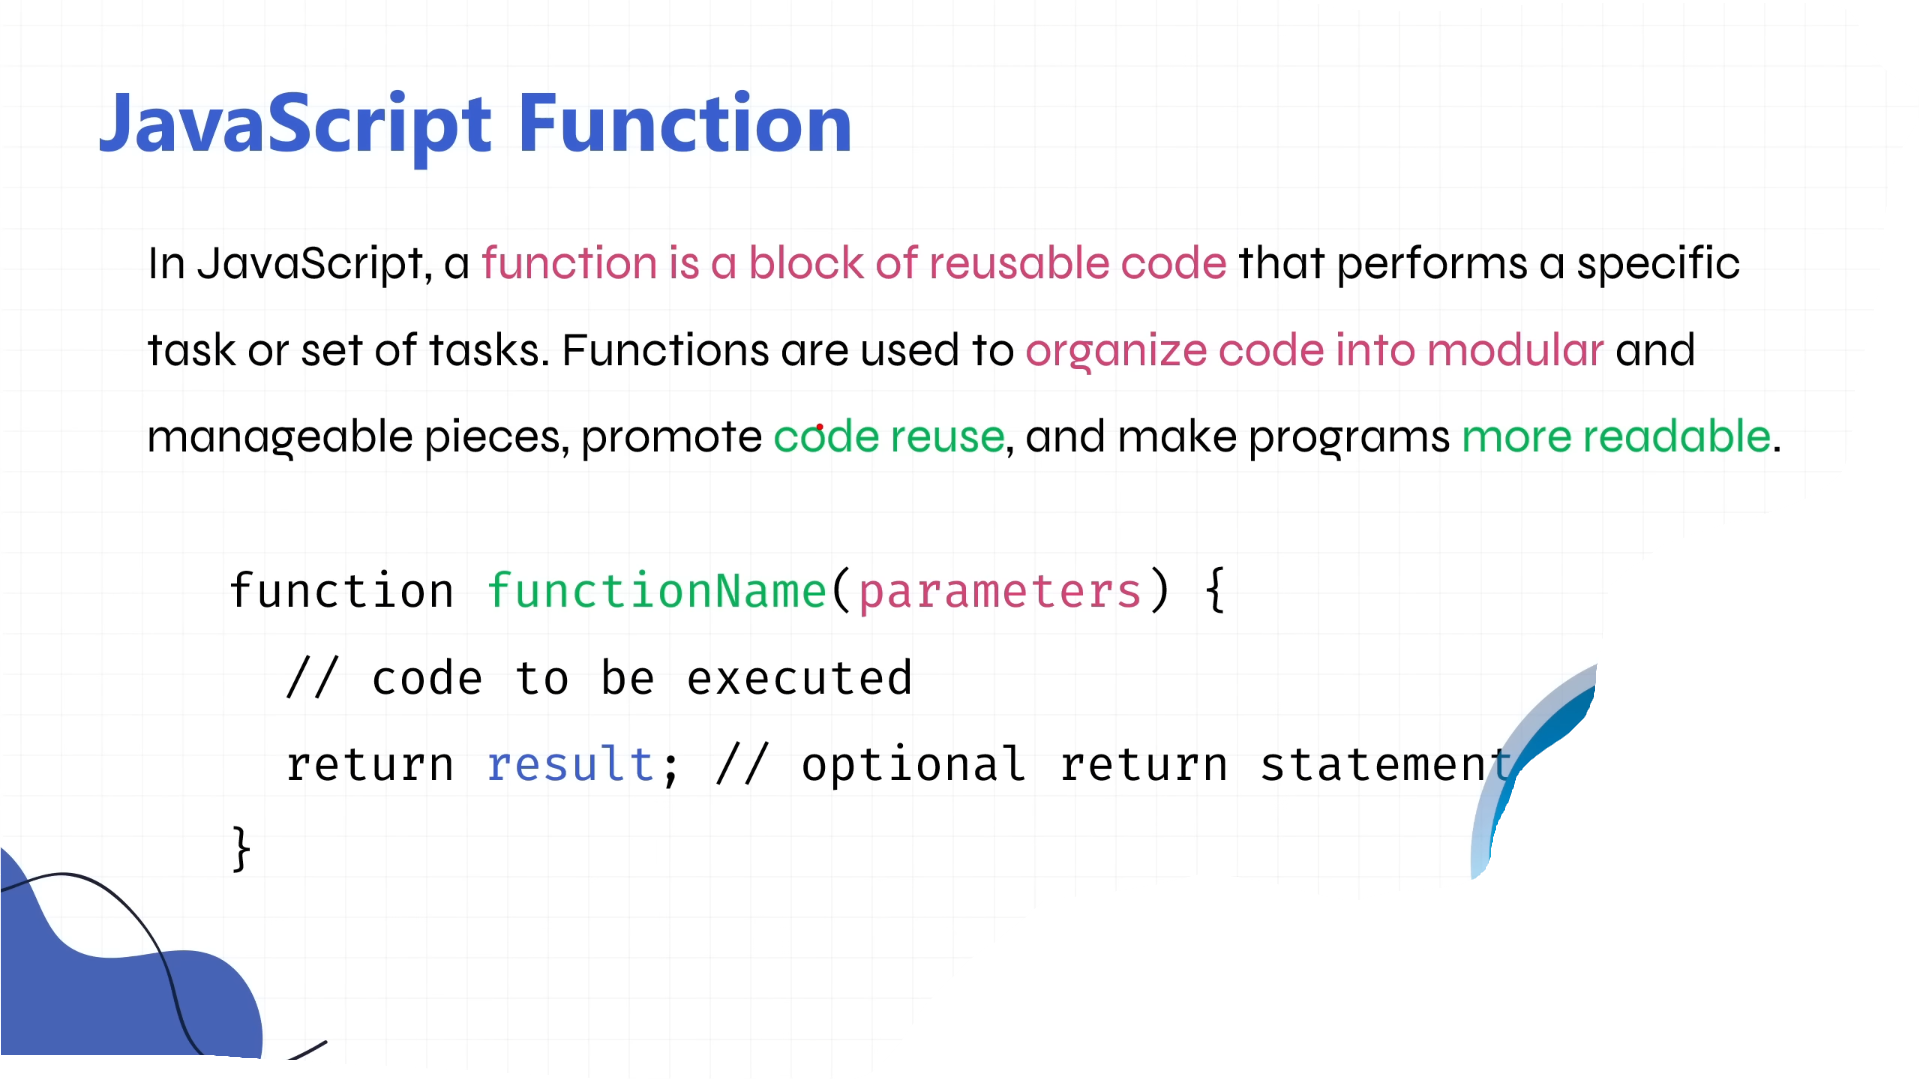 JavaScript Function
In JavaScript, a function is a block of reusable code that performs a specific
task or set of tasks. Functions are used to organize code into modular and
manageable pieces, promote code reuse, and make programs more readable.
function functionName(parameters) {
// code to be executed
return result; // optional return statement
}